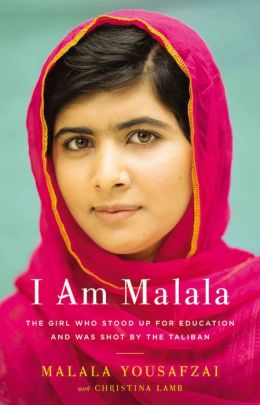 I Am Malala
THE GIRL WHO STOOD UP FOR EDUCATION
AND WAS SHOT BY THE TALIBAN
MALALA YOUSAFZAI
with CHRISTINA LAMB